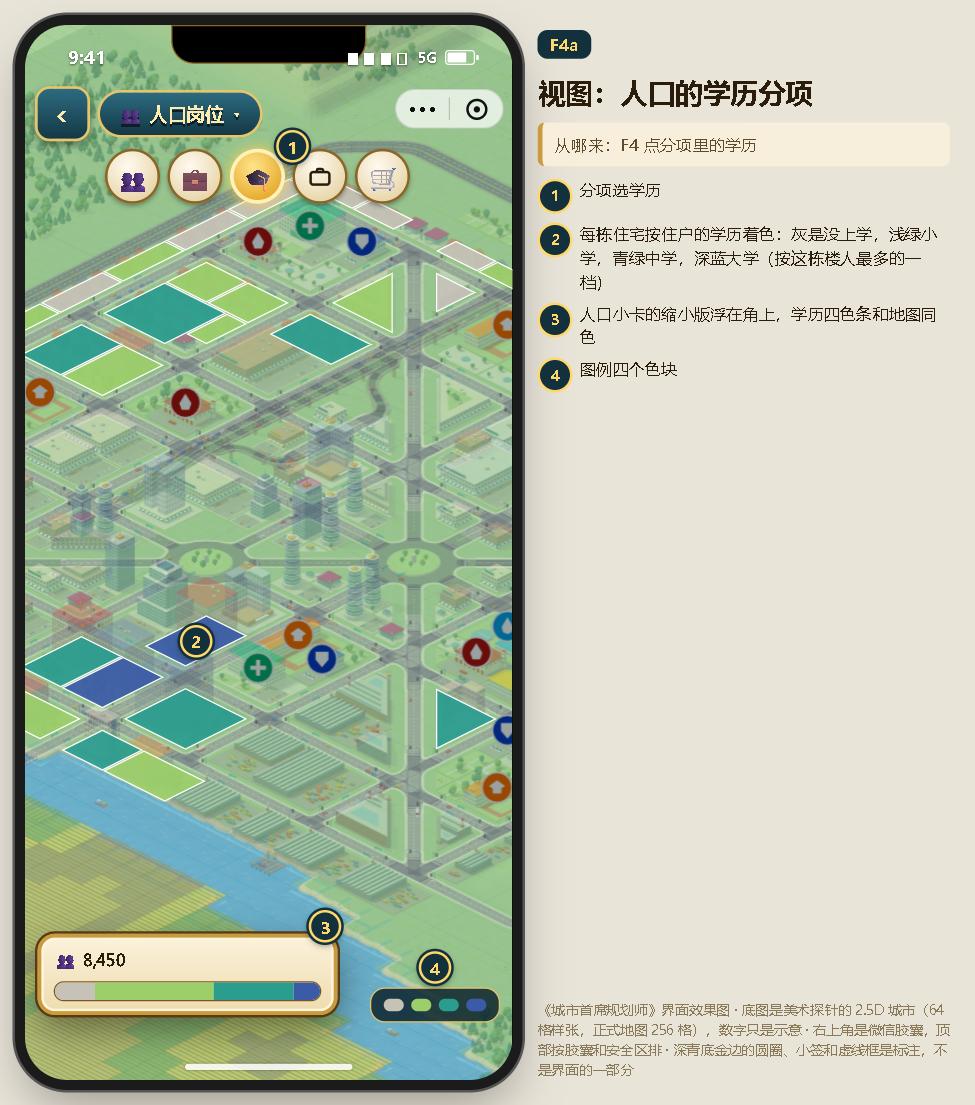 9:41
5G
人口岗位
1
2
3
8,450
4
F4a
视图：人口的学历分项
从哪来：F4 点分项里的学历
1 分项选学历
2 每栋住宅按住户的学历着色：灰是没上学，浅绿小
学，青绿中学，深蓝大学（按这栋楼人最多的一
档）
3 人口小卡的缩小版浮在角上，学历四色条和地图同
色
4 图例四个色块
《城市首席规划师》界面效果图 · 底图是美术探针的 2.5D 城市（64
格样张，正式地图 256 格），数字只是示意 · 右上角是微信胶囊，顶
部按胶囊和安全区排 · 深青底金边的圆圈、小签和虚线框是标注，不
是界面的一部分